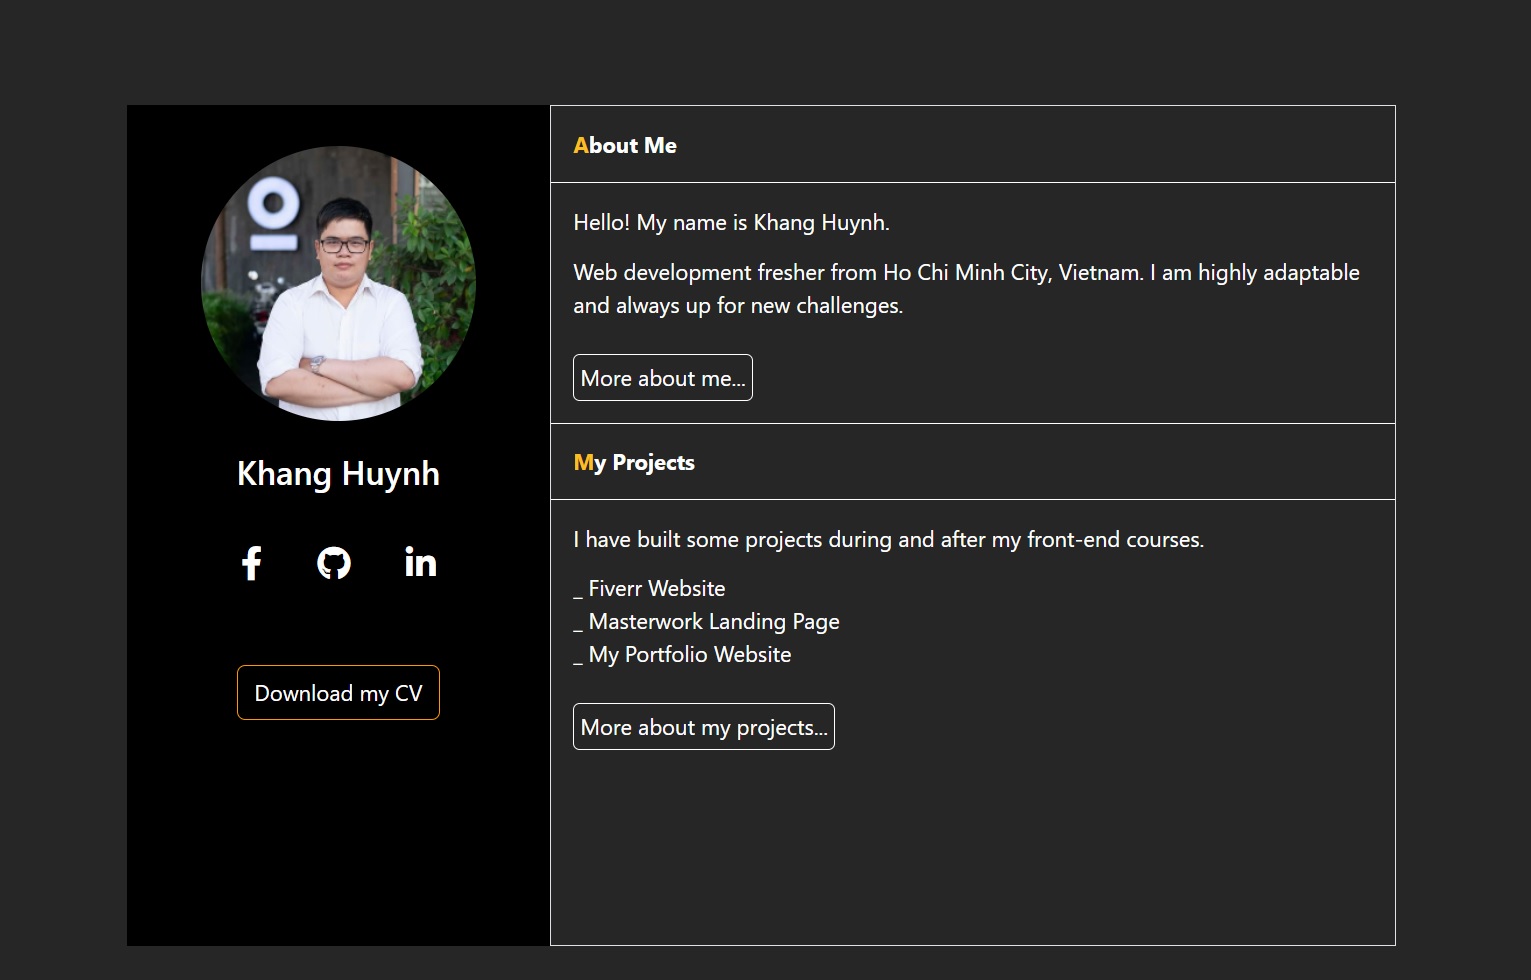 Khang Huynh
Download my CV
About Me
Hello! My name is Khang Huynh.
Web development fresher from Ho Chi Minh City, Vietnam. I am highly adaptable
and always up for new challenges.
More about me...
My Projects
I have built some projects during and after my front-end courses.
_ Fiverr Website
_ Masterwork Landing Page
_ My Portfolio Website
More about my projects...